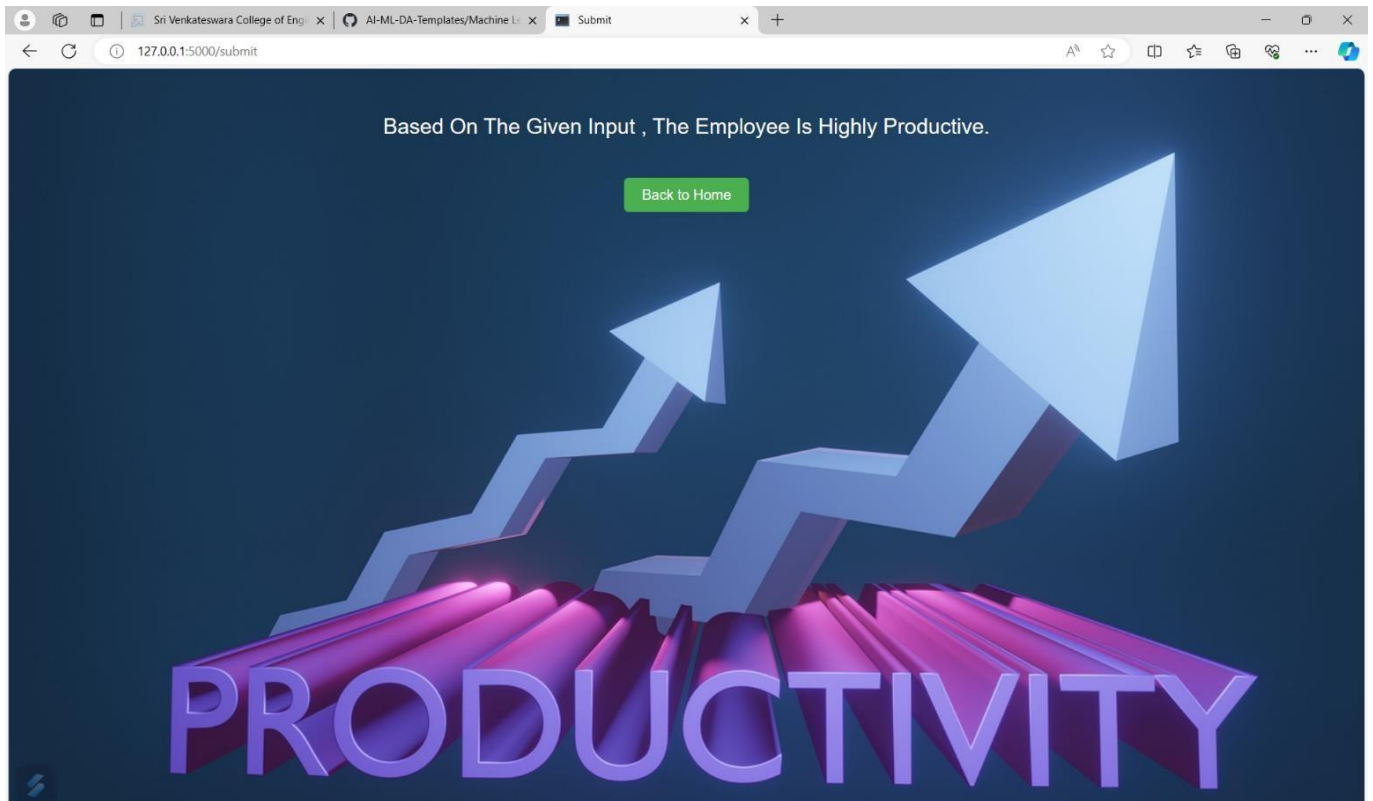 Sri Venkateswara College of Engi
AI-ML-DA-Templates/Machine Le
Submit
127.0.0.1:5000/submit
Based On The Given Input , The Employee Is Highly Productive.
Back to Home
PRODUCTIVITY